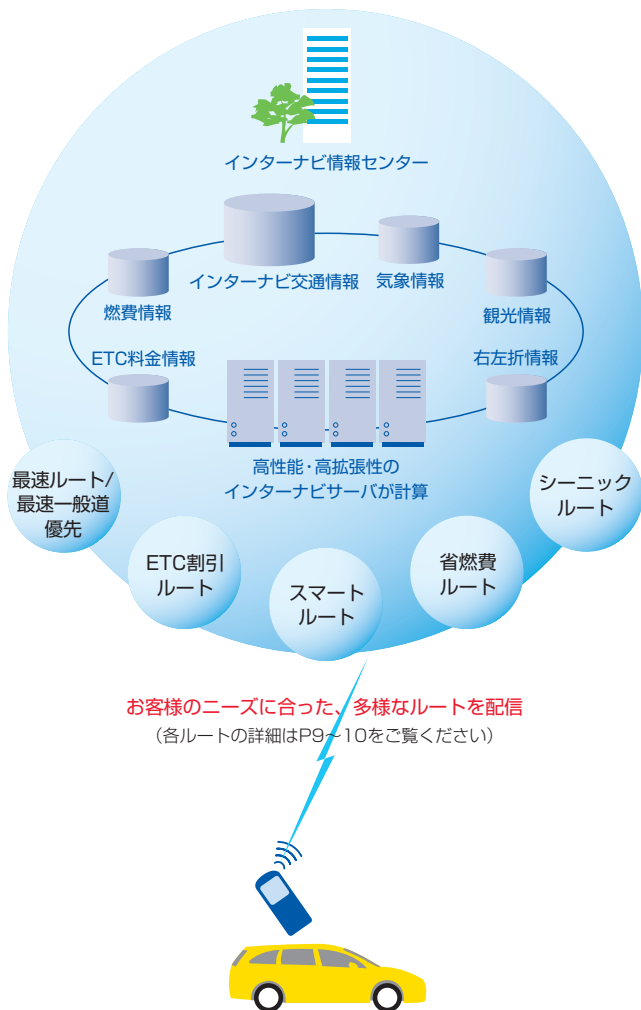 インターナビ情報センター
インターナビ交通情報
気象情報
燃費情報
観光情報
ETC料金情報
右左折情報
高性能・高拡張性の
インターナビサーバが計算
最速ルート/
最速一般道
優先
ETC割引
ルート
スマート
ルート
省燃費
ルート
シーニック
ルート
お客様のニーズに合った、多様なルートを配信
（各ルートの詳細はP9～10をご覧ください）